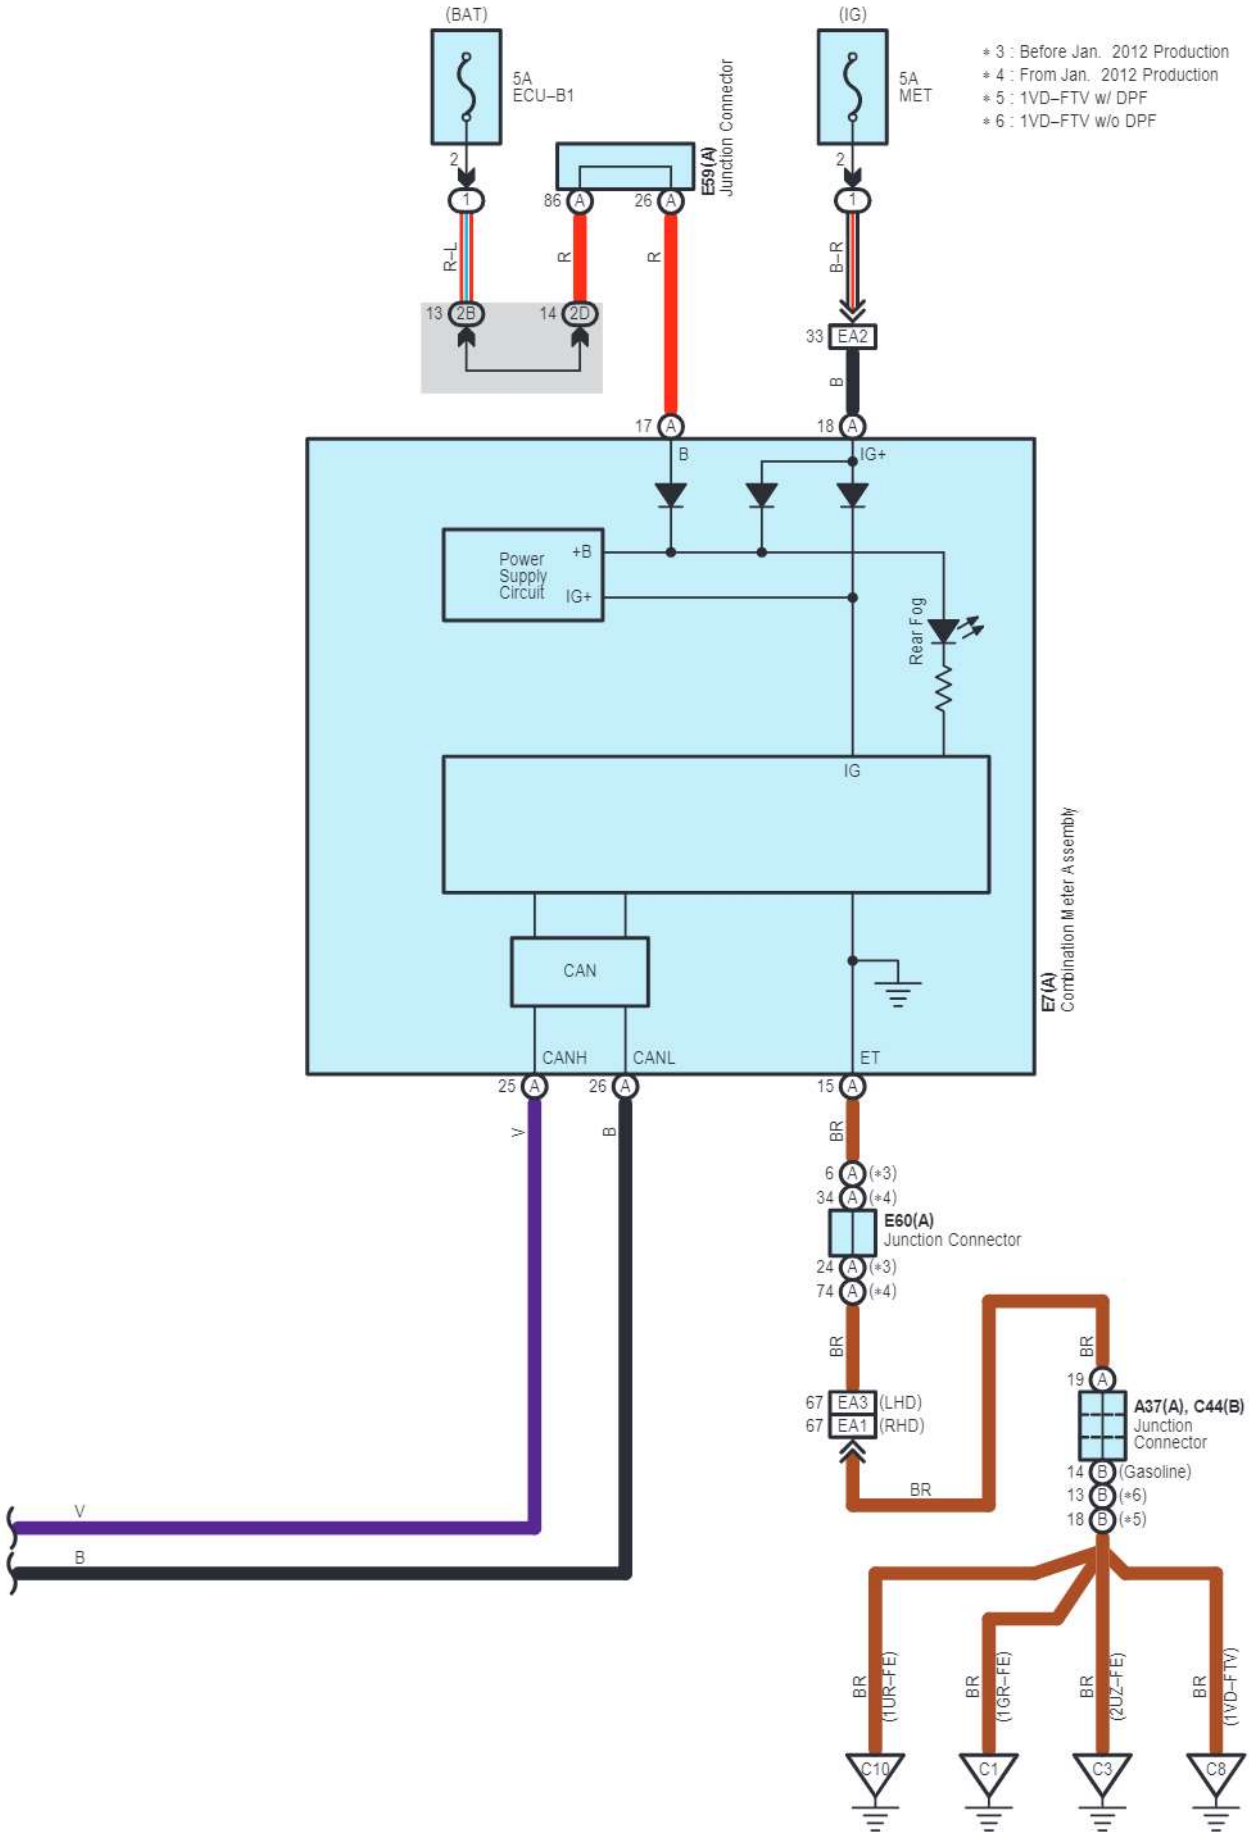 (BAT)
(IG)
* 3 : Before Jan. 2012 Production
* 4 : From Jan. 2012 Production
* 5 : 1VD–FTV w/ DPF
* 6 : 1VD–FTV w/o DPF
5A
ECU–B1
5A
MET
E59(A)
Junction Connector
2
2
1
86 A
26 A
1
R–L
R
R
B–R
13 2B
14 2D
33 EA2
B
17 A
18 A
B
IG+
Power
Supply
Circuit
+B
IG+
Rear Fog
IG
E7(A)
Combination Meter Assembly
CAN
CANH
CANL
ET
25 A
26 A
15 A
V
B
BR
6 A (*3)
34 A (*4)
E60(A)
Junction Connector
24 A (*3)
74 A (*4)
BR
BR
19 A
67 EA3 (LHD)
67 EA1 (RHD)
A37(A), C44(B)
Junction
Connector
14 B (Gasoline)
13 B (*6)
18 B (*5)
BR
V
B
BR
(1UR–FE)
BR
(1GR–FE)
BR
(2UZ–FE)
BR
(1VD–FTV)
C10
C1
C3
C8